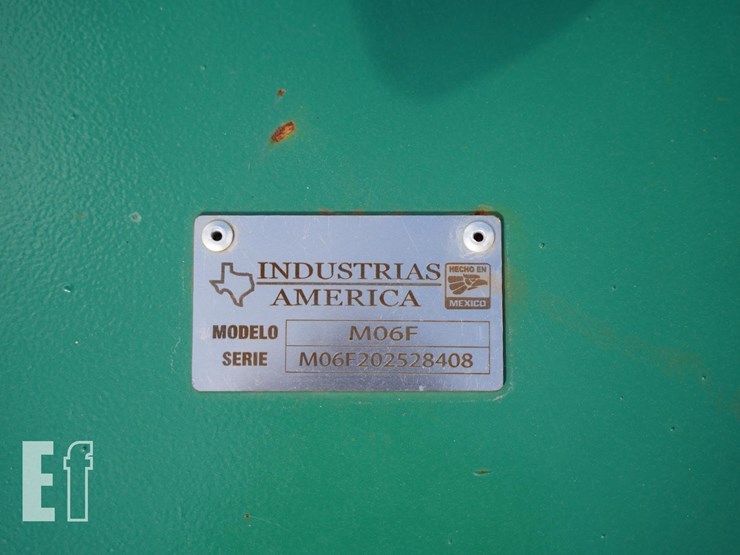 INDUSTRIAS
AMERICA
HECHO EN
MEXICO
MODELO M06F
SERIE M06F202528408
Ef